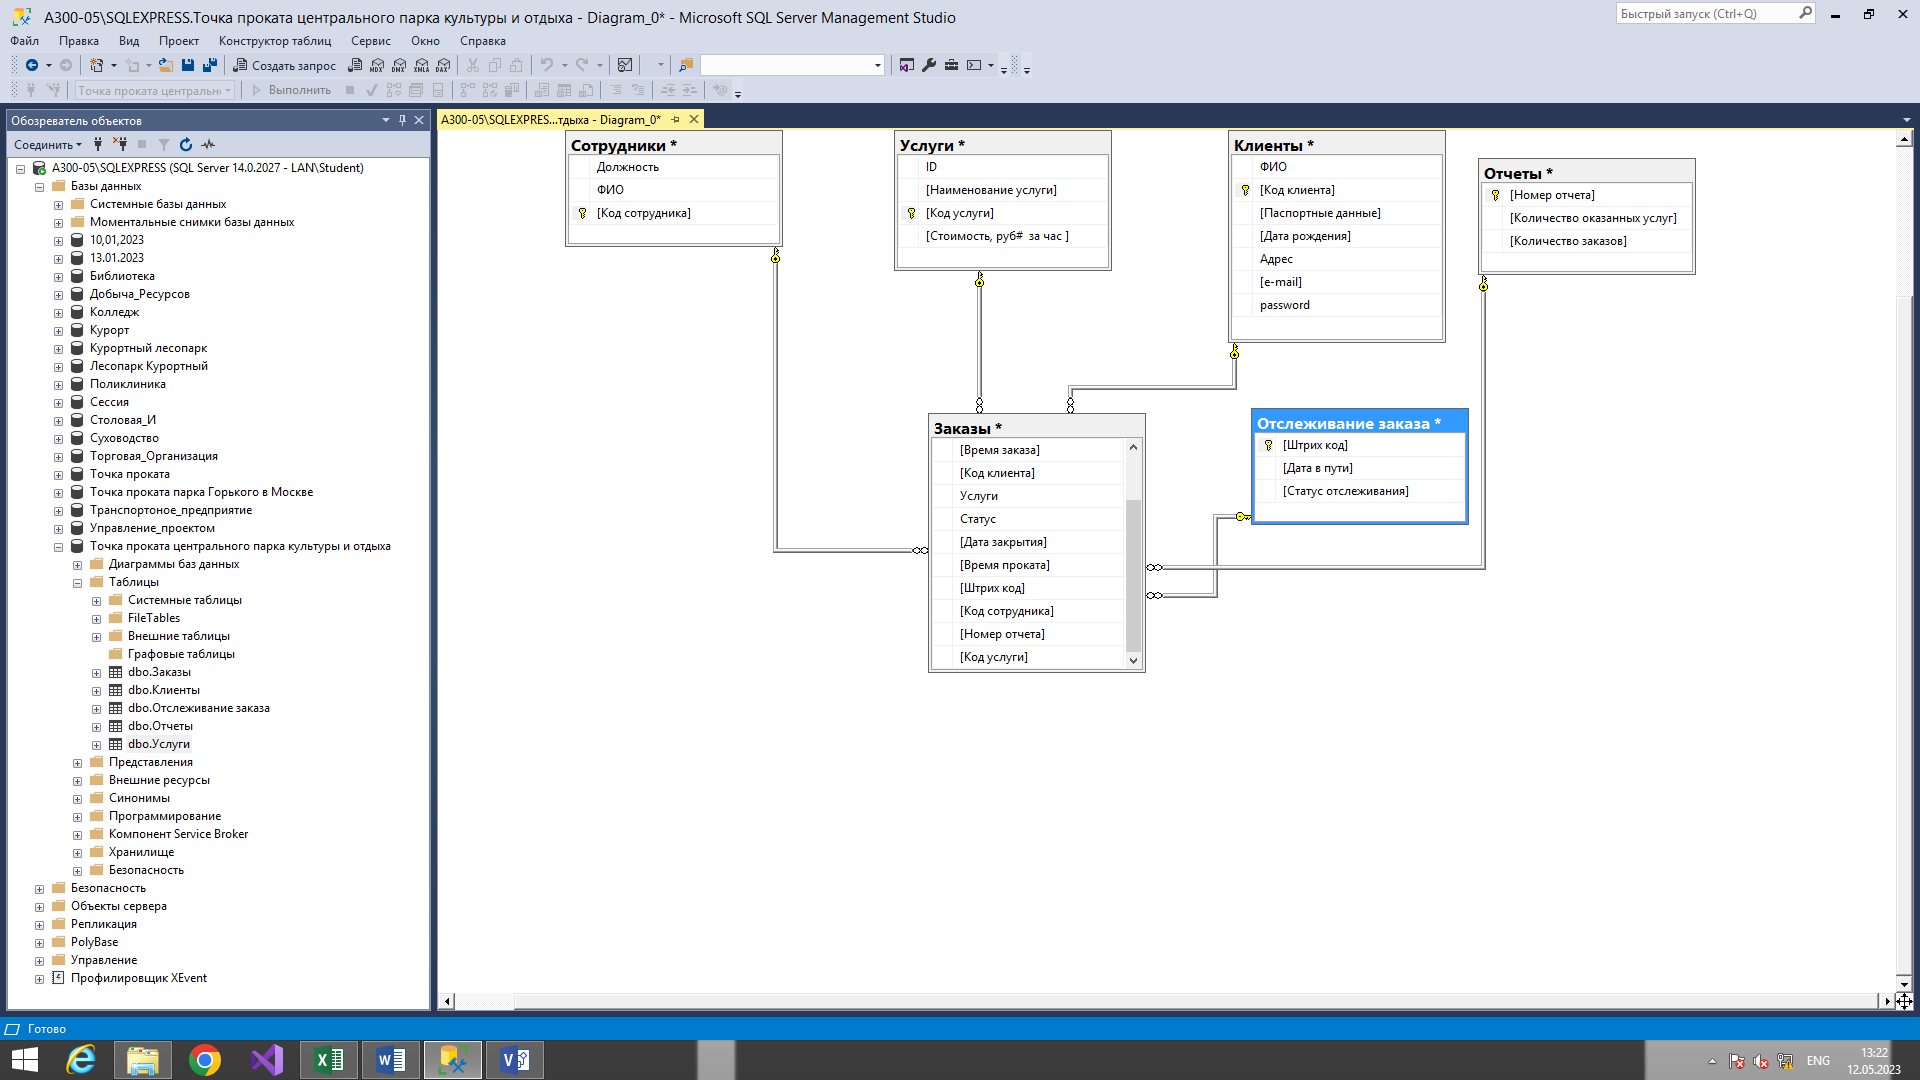 A300-05\SQLEXPRESS.Точка проката центрального парка культуры и отдыха - Diagram_0* - Microsoft SQL Server Management Studio
Быстрый запуск (Ctrl+Q)
Файл Правка Вид Проект Конструктор таблиц Сервис Окно Справка
Создать запрос
MDX DMX XMLA DAX
Точка проката центральн
Выполнить
Обозреватель объектов
Соединить
A300-05\SQLEXPRESS (SQL Server 14.0.2027 - LAN\Student)
Базы данных
Системные базы данных
Моментальные снимки базы данных
10,01,2023
13.01.2023
Библиотека
Добыча_Ресурсов
Колледж
Курорт
Курортный лесопарк
Лесопарк Курортный
Поликлиника
Сессия
Столовая_И
Суховодство
Торговая_Организация
Точка проката
Точка проката парка Горького в Москве
Транспортоное_предприятие
Управление_проектом
Точка проката центрального парка культуры и отдыха
Диаграммы баз данных
Таблицы
Системные таблицы
FileTables
Внешние таблицы
Графовые таблицы
dbo.Заказы
dbo.Клиенты
dbo.Отслеживание заказа
dbo.Отчеты
dbo.Услуги
Представления
Внешние ресурсы
Синонимы
Программирование
Компонент Service Broker
Хранилище
Безопасность
Безопасность
Объекты сервера
Репликация
PolyBase
Управление
Профилировщик XEvent
A300-05\SQLEXPRES...тдыха - Diagram_0*
Сотрудники *
Должность
ФИО
[Код сотрудника]
Услуги *
ID
[Наименование услуги]
[Код услуги]
[Стоимость, руб# за час ]
Клиенты *
ФИО
[Код клиента]
[Паспортные данные]
[Дата рождения]
Адрес
[e-mail]
password
Отчеты *
[Номер отчета]
[Количество оказанных услуг]
[Количество заказов]
Заказы *
[Время заказа]
[Код клиента]
Услуги
Статус
[Дата закрытия]
[Время проката]
[Штрих код]
[Код сотрудника]
[Номер отчета]
[Код услуги]
Отслеживание заказа *
[Штрих код]
[Дата в пути]
[Статус отслеживания]
Готово
ENG
13:22
12.05.2023